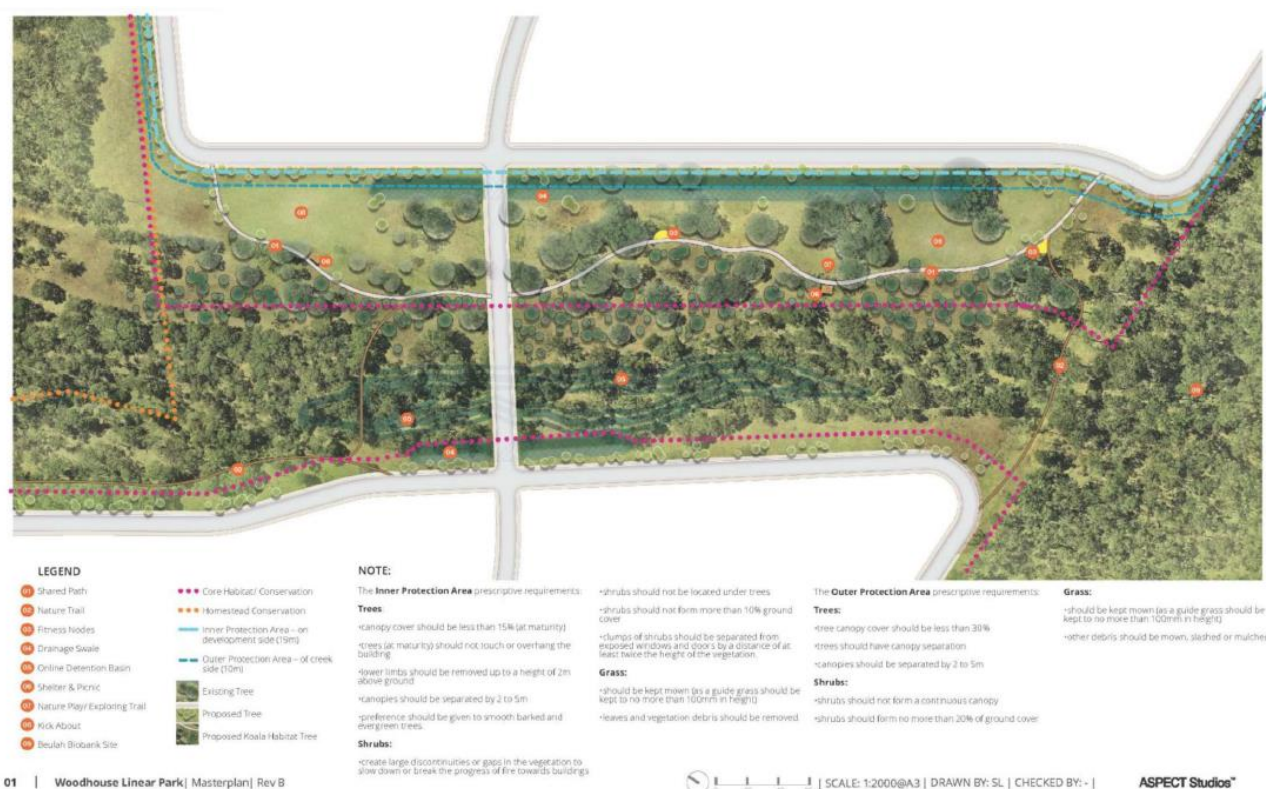 LEGEND
01 Shared Path
02 Nature Trail
03 Fitness Nodes
04 Drainage Swale
05 Online Detention Basin
06 Shelter & Picnic
07 Nature Play/ Exploring Trail
08 Kick About
09 Beulah Biobank Site
Core Habitat/ Conservation
Homestead Conservation
Inner Protection Area – on
development side (19m)
Outer Protection Area – of creek
side (10m)
Existing Tree
Proposed Tree
Proposed Koala Habitat Tree
NOTE:
The Inner Protection Area prescriptive requirements:
Trees
•canopy cover should be less than 15% (at maturity)
•trees (at maturity) should not touch or overhang the
building
•lower limbs should be removed up to a height of 2m
above ground
•canopies should be separated by 2 to 5m
•preference should be given to smooth barked and
evergreen trees.
Shrubs:
•create large discontinuities or gaps in the vegetation to
slow down or break the progress of fire towards buildings
•shrubs should not be located under trees
•shrubs should not form more than 10% ground
cover
•clumps of shrubs should be separated from
exposed windows and doors by a distance of at
least twice the height of the vegetation.
Grass:
•should be kept mown (as a guide grass should be
kept to no more than 100mm in height)
•leaves and vegetation debris should be removed.
The Outer Protection Area prescriptive requirements:
Trees:
•tree canopy cover should be less than 30%
•trees should have canopy separation
•canopies should be separated by 2 to 5m
Shrubs:
•shrubs should not form a continuous canopy
•shrubs should form no more than 20% of ground cover
Grass:
•should be kept mown (as a guide grass should be
kept to no more than 100mm in height)
•other debris should be mown, slashed or mulched
01 | Woodhouse Linear Park| Masterplan| Rev B
| SCALE: 1:2000@A3 | DRAWN BY: SL | CHECKED BY: - |
ASPECT Studios™